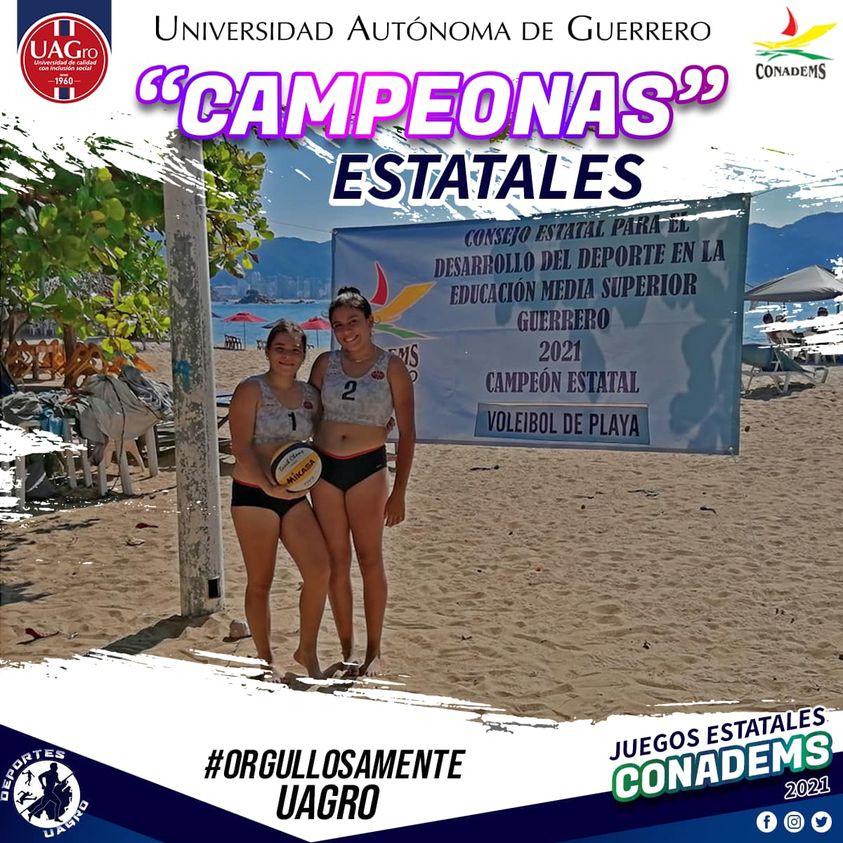 UNIVERSIDAD AUTÓNOMA DE GUERRERO
UAGro
Universidad de calidad
con inclusión social
1960
CONADEMS
“CAMPEONAS”
ESTATALES
CONSEJO ESTATAL PARA EL
DESARROLLO DEL DEPORTE EN LA
EDUCACIÓN MEDIA SUPERIOR
GUERRERO
2021
CAMPEÓN ESTATAL
VOLEIBOL DE PLAYA
1
2
MIKASA
#ORGULLOSAMENTE
UAGRO
JUEGOS ESTATALES
CONADEMS
2021
DEPORTES
UAGRO